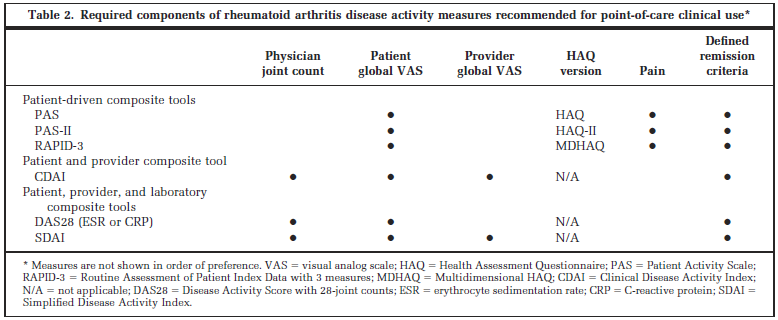 Table 2. Required components of rheumatoid arthritis disease activity measures recommended for point-of-care clinical use*
Physician joint count Patient global VAS Provider global VAS HAQ version Pain Defined remission criteria
Patient-driven composite tools
PAS ● HAQ ● ●
PAS-II ● HAQ-II ● ●
RAPID-3 ● MDHAQ ● ●
Patient and provider composite tool
CDAI ● ● ● N/A ●
Patient, provider, and laboratory
composite tools
DAS28 (ESR or CRP) ● ● N/A ●
SDAI ● ● ● N/A ●
* Measures are not shown in order of preference. VAS = visual analog scale; HAQ = Health Assessment Questionnaire; PAS = Patient Activity Scale;
RAPID-3 = Routine Assessment of Patient Index Data with 3 measures; MDHAQ = Multidimensional HAQ; CDAI = Clinical Disease Activity Index;
N/A = not applicable; DAS28 = Disease Activity Score with 28-joint counts; ESR = erythrocyte sedimentation rate; CRP = C-reactive protein; SDAI =
Simplified Disease Activity Index.